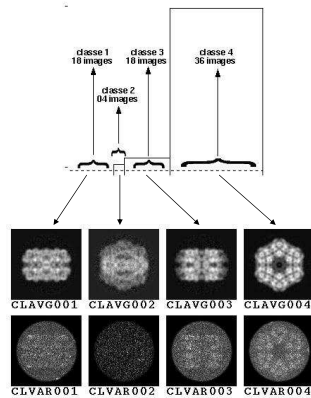 classe 1
18 images
classe 2
04 images
classe 3
18 images
classe 4
36 images
CLAVG001 CLAVG002 CLAVG003 CLAVG004
CLVAR001 CLVAR002 CLVAR003 CLVAR004